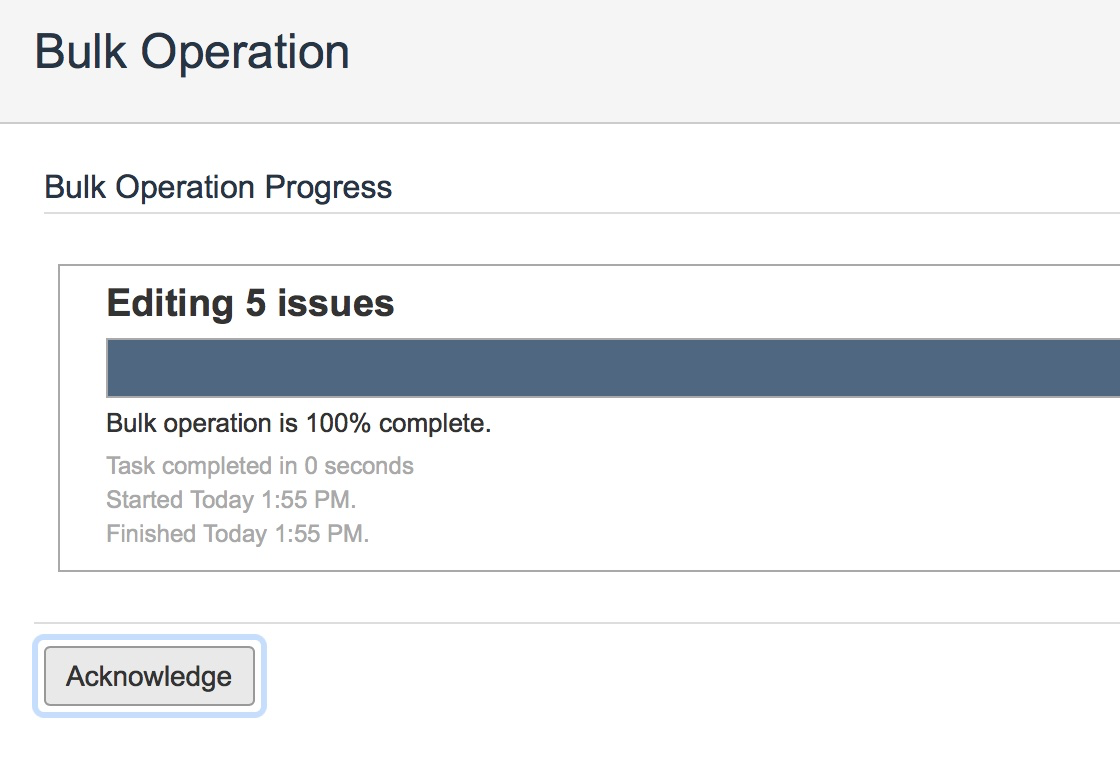 Bulk Operation
Bulk Operation Progress
Editing 5 issues
Bulk operation is 100% complete.
Task completed in 0 seconds
Started Today 1:55 PM.
Finished Today 1:55 PM.
Acknowledge